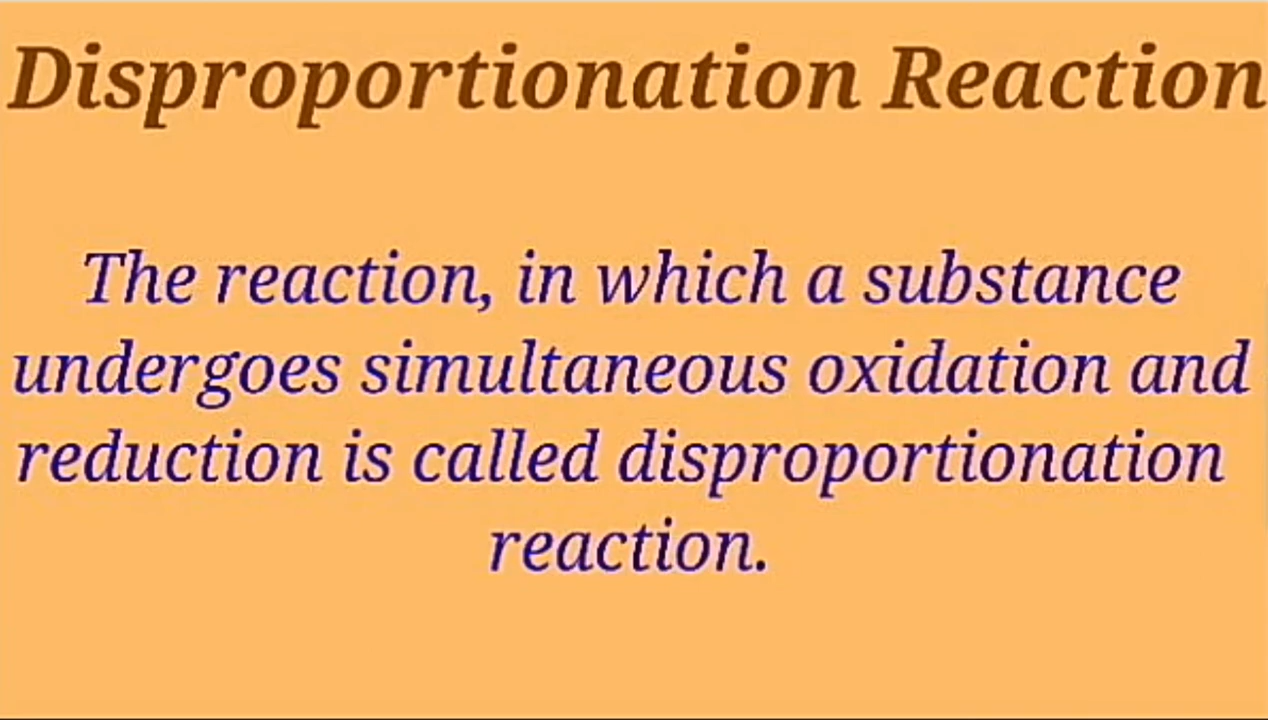 Disproportionation Reaction
The reaction, in which a substance
undergoes simultaneous oxidation and
reduction is called disproportionation
reaction.